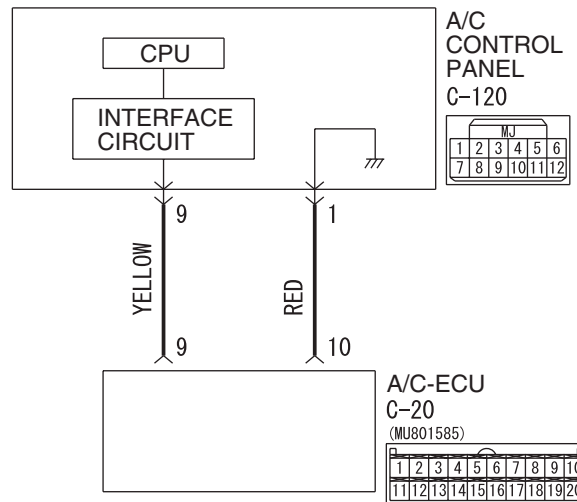 A/C
CONTROL
PANEL
C-120
CPU
INTERFACE
CIRCUIT
MJ
1 2 3 4 5 6
7 8 9 10 11 12
9 1
YELLOW
RED
9 10
A/C-ECU
C-20
(MU801585)
1 2 3 4 5 6 7 8 9 10
11 12 13 14 15 16 17 18 19 20